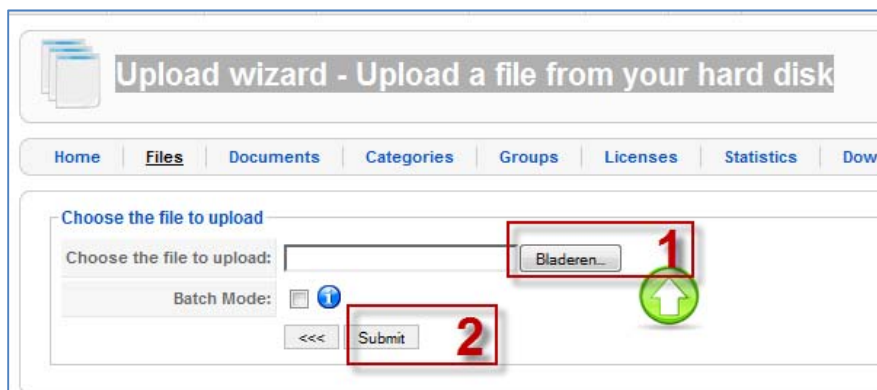 Upload wizard - Upload a file from your hard disk
Home Files Documents Categories Groups Licenses Statistics Dow
Choose the file to upload
Choose the file to upload: Bladeren... 1
Batch Mode:
<<< Submit 2